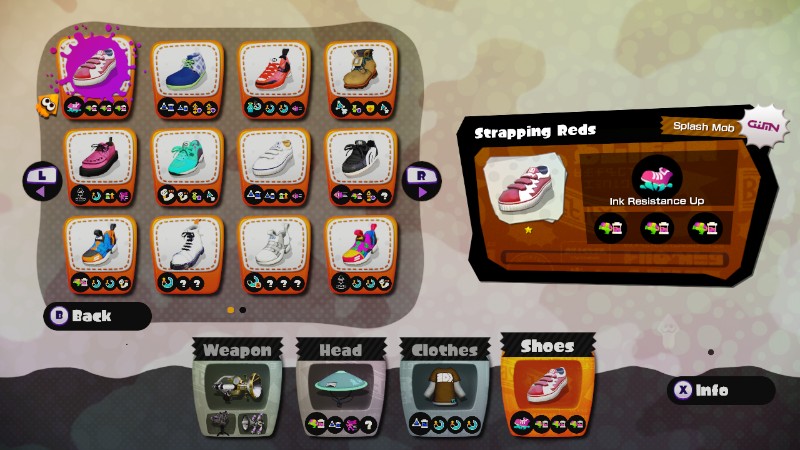 Strapping Reds
Splash Mob
Ink Resistance Up
L
R
B Back
Weapon
Head
Clothes
Shoes
X Info